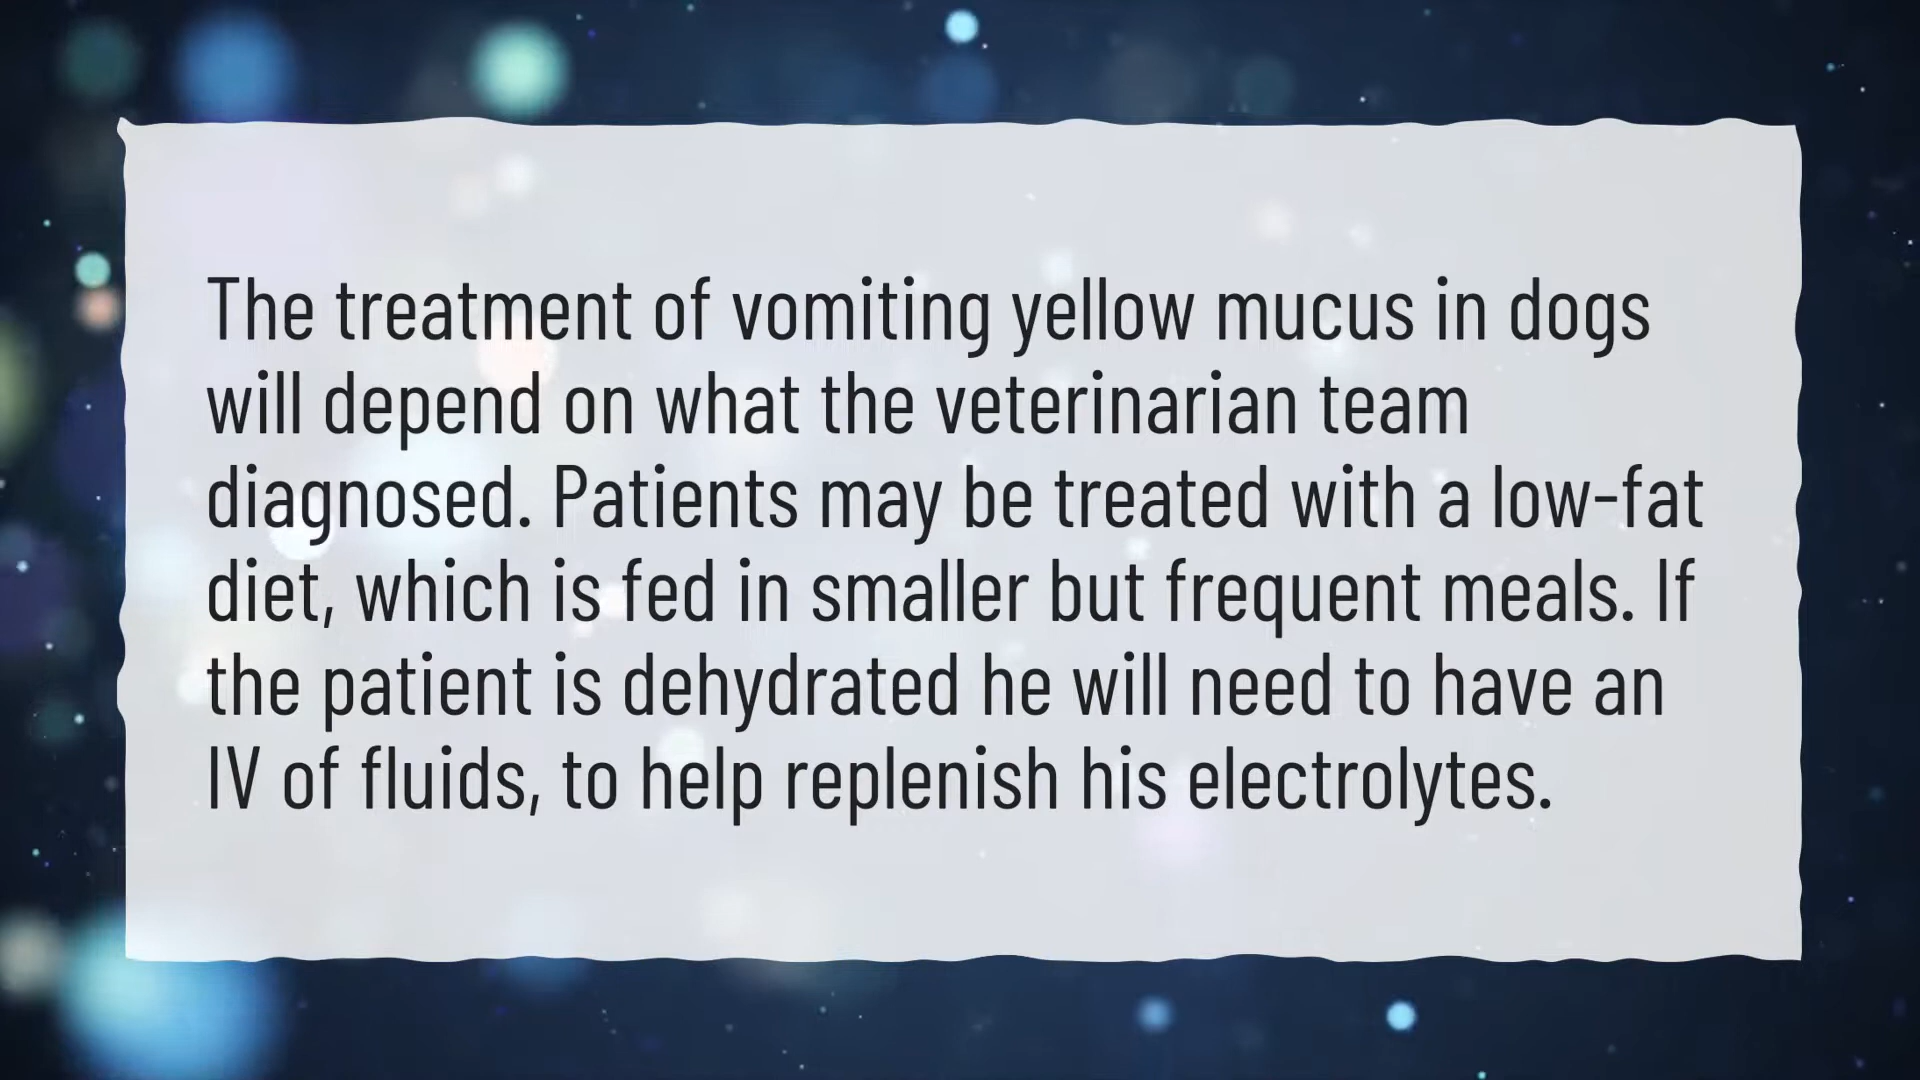 The treatment of vomiting yellow mucus in dogs
will depend on what the veterinarian team
diagnosed. Patients may be treated with a low-fat
diet, which is fed in smaller but frequent meals. If
the patient is dehydrated he will need to have an
IV of fluids, to help replenish his electrolytes.